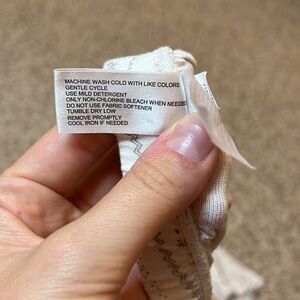 MACHINE WASH COLD WITH LIKE COLORS
GENTLE CYCLE
USE MILD DETERGENT
ONLY NON-CHLORINE BLEACH WHEN NEEDED
DO NOT USE FABRIC SOFTENER
TUMBLE DRY LOW
REMOVE PROMPTLY
COOL IRON IF NEEDED